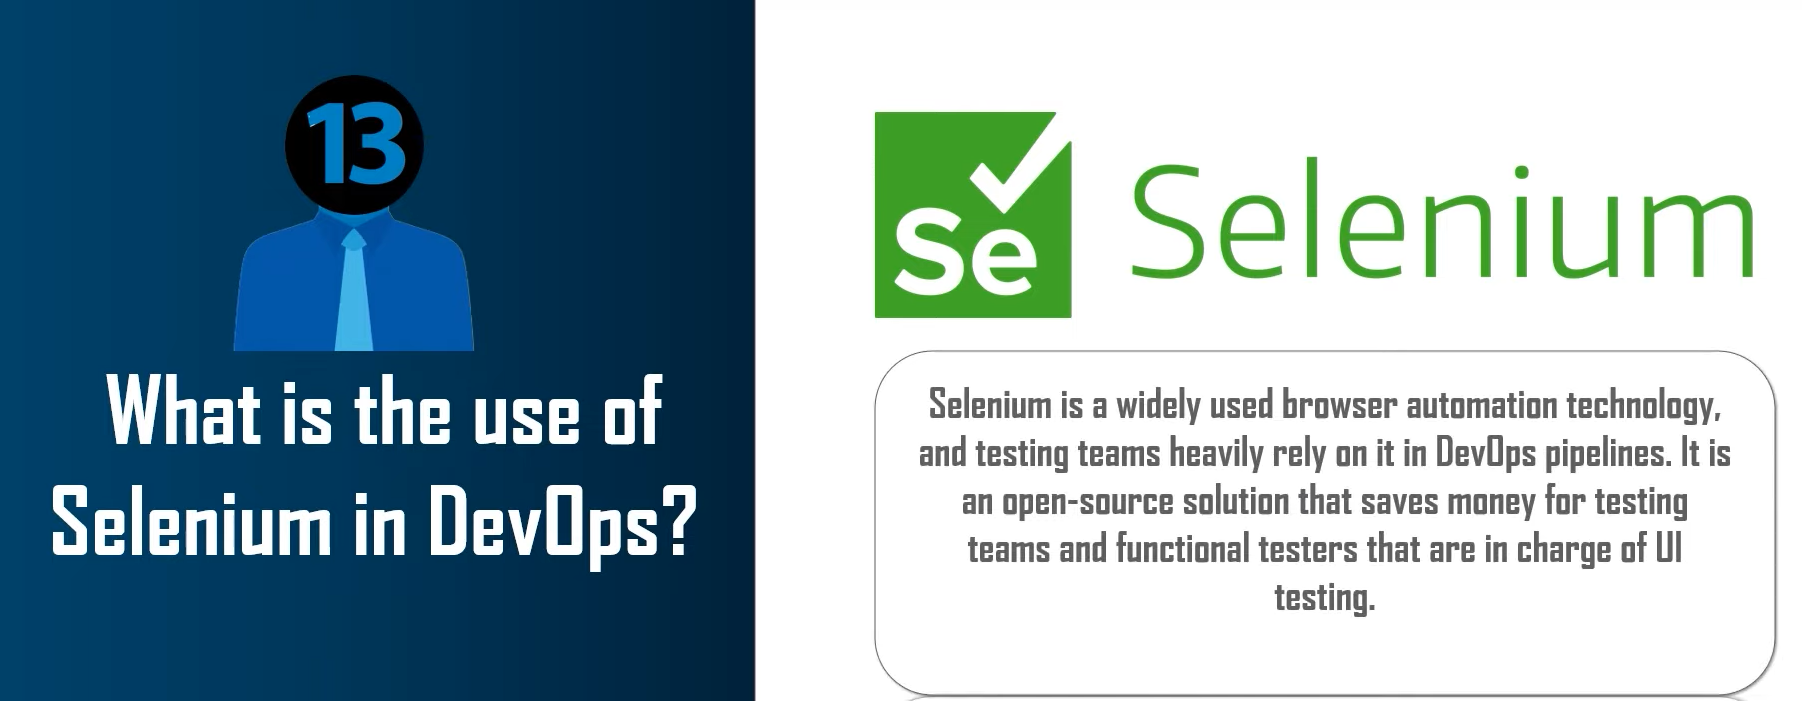 13
What is the use of
Selenium in DevOps?
Se
Selenium
Selenium is a widely used browser automation technology,
and testing teams heavily rely on it in DevOps pipelines. It is
an open-source solution that saves money for testing
teams and functional testers that are in charge of UI
testing.